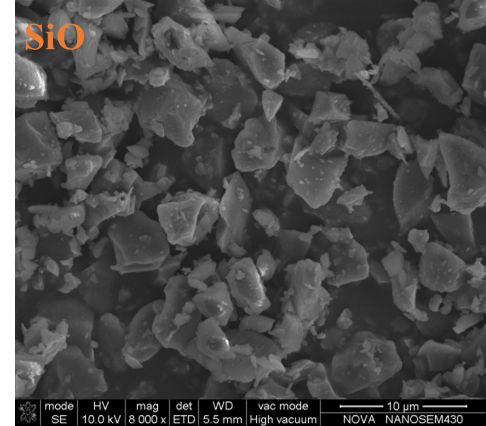 SiO
mode HV mag det WD vac mode 10 µm
SE 10.0 kV 8 000 x ETD 5.5 mm High vacuum NOVA NANOSEM430